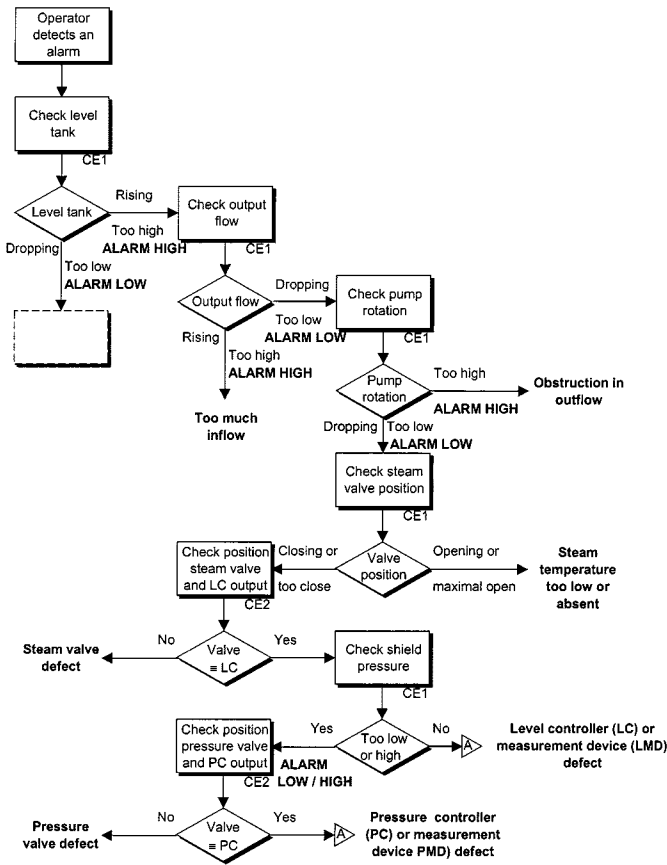 Operator
detects an
alarm
Check level
tank
CE1
Level tank
Rising
Too high
ALARM HIGH
Dropping
Too low
ALARM LOW
Check output
flow
CE1
Output flow
Dropping
Too low
ALARM LOW
Rising
Too high
ALARM HIGH
Too much
inflow
Check pump
rotation
CE1
Pump
rotation
Too high
ALARM HIGH
Obstruction in
outflow
Dropping
Too low
ALARM LOW
Check steam
valve position
CE1
Valve
position
Opening or
maximal open
Steam
temperature
too low or
absent
Closing or
too close
Check position
steam valve
and LC output
CE2
Valve
≡ LC
No
Steam valve
defect
Yes
Check shield
pressure
CE1
Too low
or high
No
A
Level controller (LC) or
measurement device (LMD)
defect
Yes
ALARM
LOW / HIGH
Check position
pressure valve
and PC output
CE2
Valve
≡ PC
No
Pressure
valve defect
Yes
A
Pressure controller
(PC) or measurement
device PMD) defect